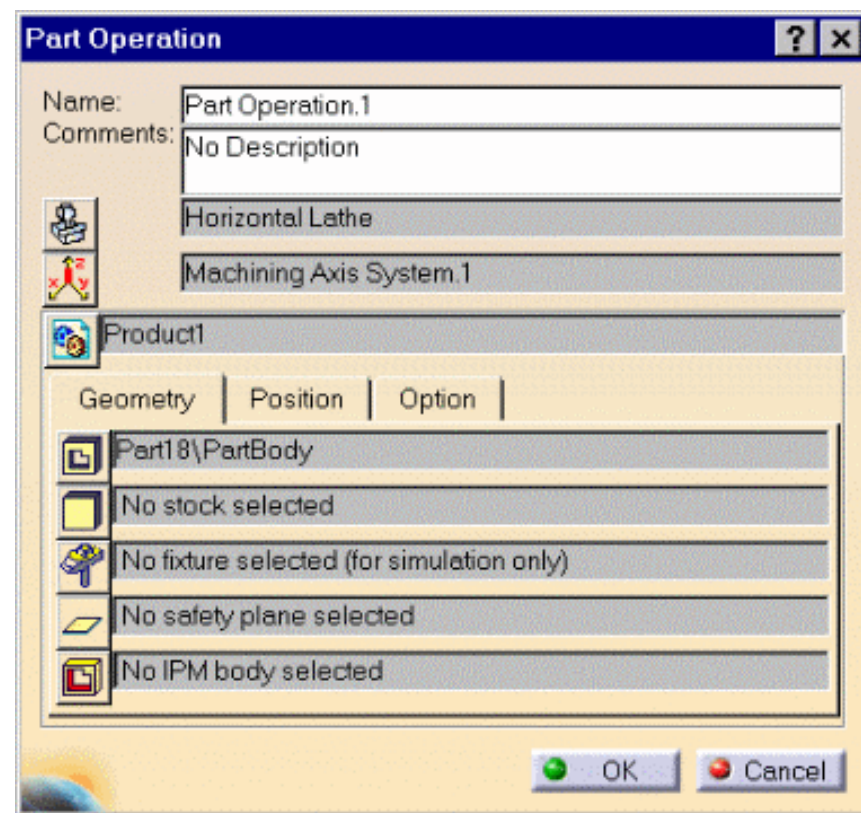 Part Operation
Name: Part Operation.1
Comments: No Description
Horizontal Lathe
Machining Axis System.1
Product1
Geometry Position Option
Part18\PartBody
No stock selected
No fixture selected (for simulation only)
No safety plane selected
No IPM body selected
OK Cancel